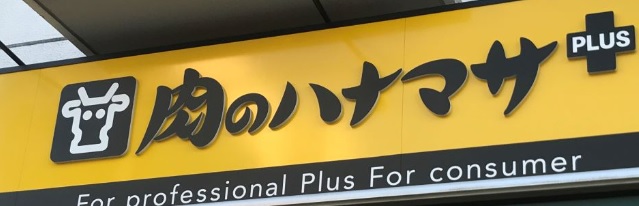 肉のハナマサ PLUS
For professional Plus For consumer